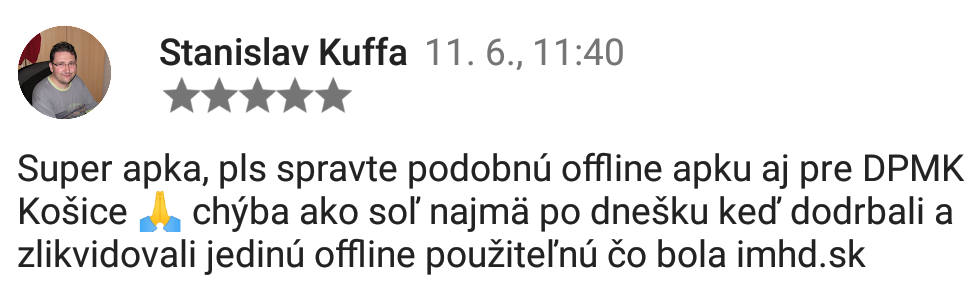 Stanislav Kuffa 11. 6., 11:40
★★★★★
Super apka, pls spravte podobnú offline apku aj pre DPMK
Košice 🙏 chýba ako soľ najmä po dnešku keď dodrbali a
zlikvidovali jedinú offline použiteľnú čo bola imhd.sk